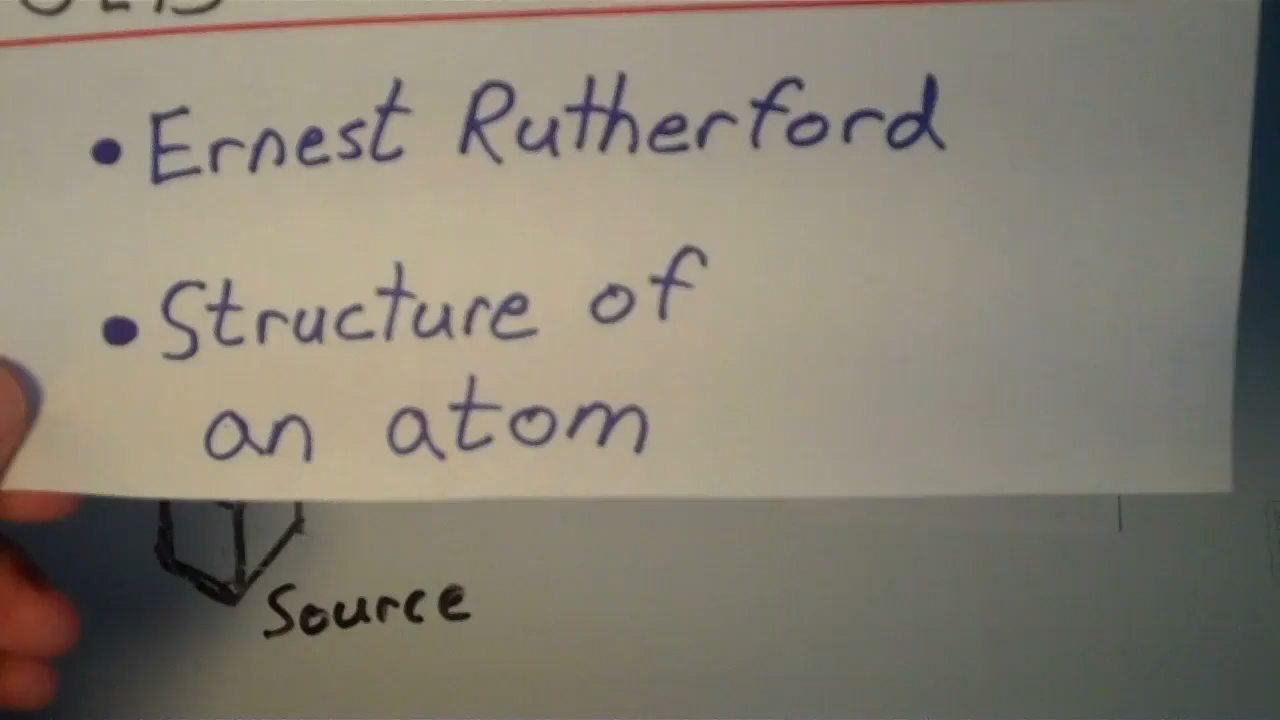 • Ernest Rutherford
• Structure of
an atom
Source